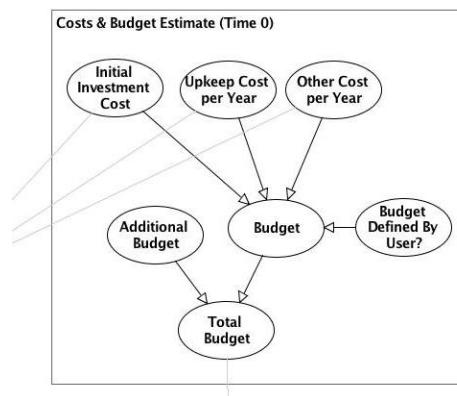 Costs & Budget Estimate (Time 0)
Initial
Investment
Cost
Upkeep Cost
per Year
Other Cost
per Year
Additional
Budget
Budget
Budget
Defined By
User?
Total
Budget